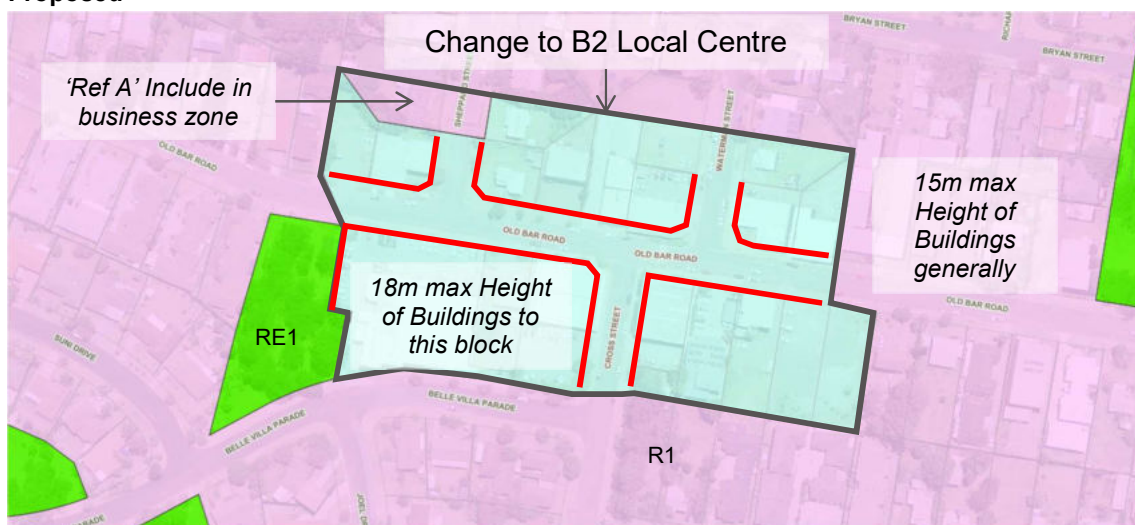 Proposed
Change to B2 Local Centre
'Ref A' Include in
business zone
BRYAN STREET
BRYAN STREET
SHEPPARD STREET
WATERMAN STREET
OLD BAR ROAD
15m max
Height of
Buildings
generally
OLD BAR ROAD
OLD BAR ROAD
OLD BAR ROAD
18m max Height
of Buildings to
this block
RE1
SUNI DRIVE
CROSS STREET
BELLE VILLA PARADE
BELLE VILLA PARADE
R1
PARADE